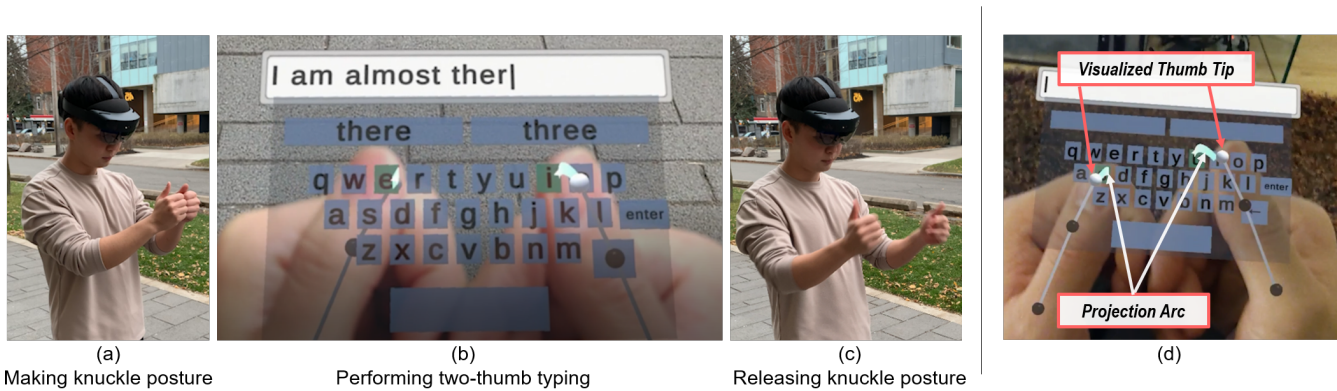 I am almost ther|
there three
q w e r t y u i o p
a s d f g h j k l enter
z x c v b n m
Visualized Thumb Tip
q w e r t y u o p
a d f g h j k l enter
z x c v b n m ←
Projection Arc
(a)
Making knuckle posture
(b)
Performing two-thumb typing
(c)
Releasing knuckle posture
(d)